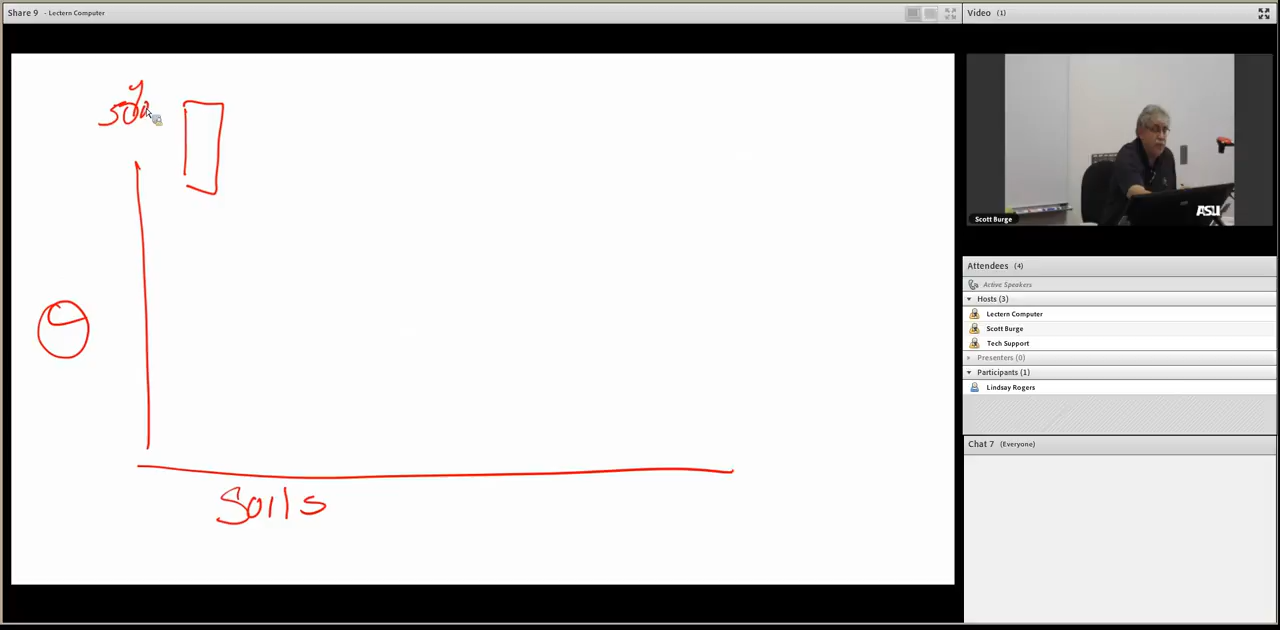 Share 9 - Lectern Computer
50%
Θ
Soils
Video (1)
ASU
Scott Burge
Attendees (4)
Active Speakers
Hosts (3)
Lectern Computer
Scott Burge
Tech Support
Presenters (0)
Participants (1)
Lindsay Rogers
Chat 7 (Everyone)